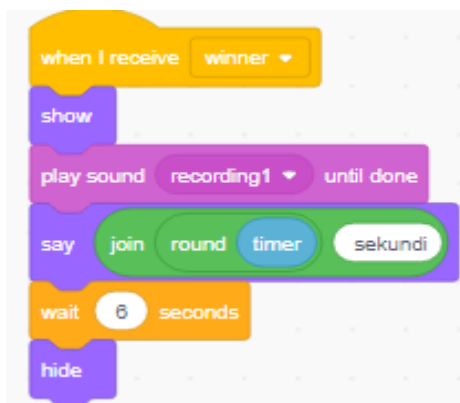 when I receive winner
show
play sound recording1 until done
say join round timer sekundi
wait 6 seconds
hide